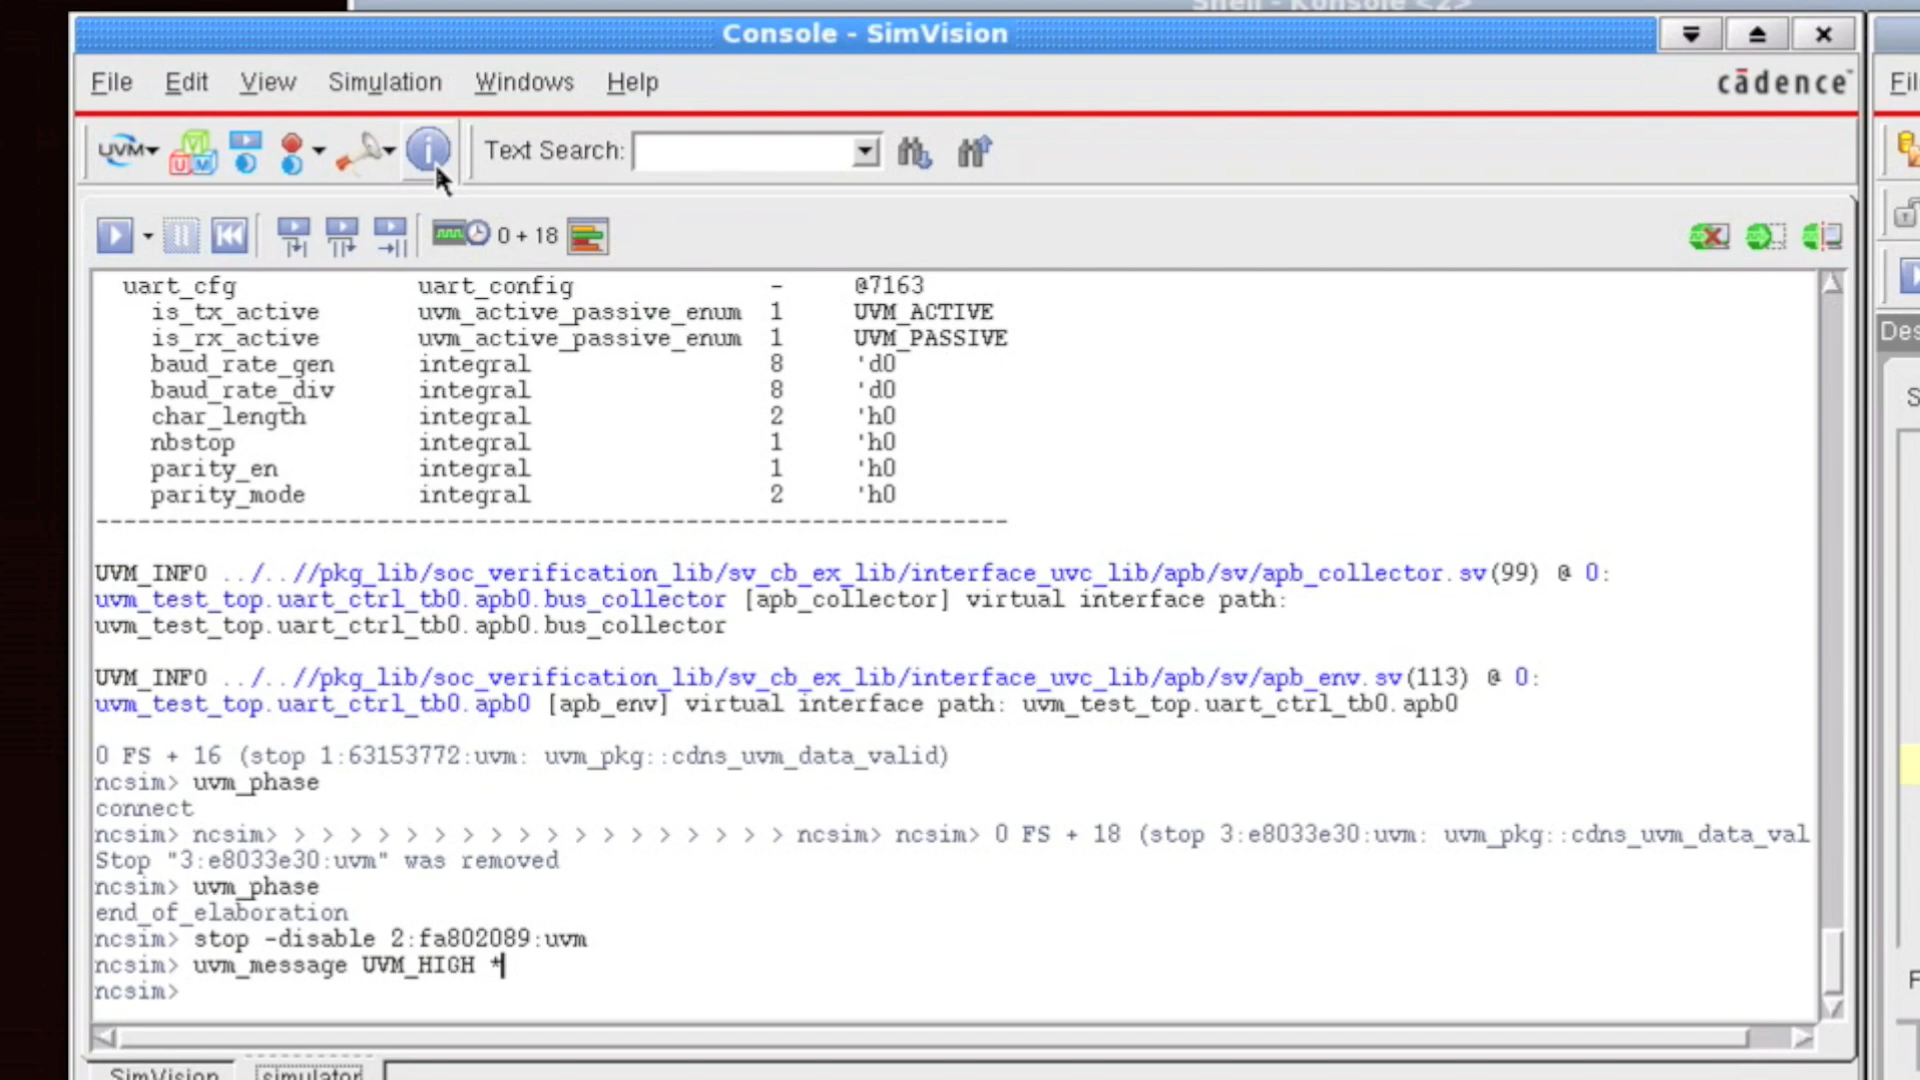 Shell - Konsole <2>
Console - SimVision
File Edit View Simulation Windows Help
cādence
UVM
Text Search:
0 + 18
uart_cfg uart_config - @7163
is_tx_active uvm_active_passive_enum 1 UVM_ACTIVE
is_rx_active uvm_active_passive_enum 1 UVM_PASSIVE
baud_rate_gen integral 8 'd0
baud_rate_div integral 8 'd0
char_length integral 2 'h0
nbstop integral 1 'h0
parity_en integral 1 'h0
parity_mode integral 2 'h0
-----------------------------------------------------------------
UVM_INFO ../..//pkg_lib/soc_verification_lib/sv_cb_ex_lib/interface_uvc_lib/apb/sv/apb_collector.sv(99) @ 0:
uvm_test_top.uart_ctrl_tb0.apb0.bus_collector [apb_collector] virtual interface path:
uvm_test_top.uart_ctrl_tb0.apb0.bus_collector
UVM_INFO ../..//pkg_lib/soc_verification_lib/sv_cb_ex_lib/interface_uvc_lib/apb/sv/apb_env.sv(113) @ 0:
uvm_test_top.uart_ctrl_tb0.apb0 [apb_env] virtual interface path: uvm_test_top.uart_ctrl_tb0.apb0
0 FS + 16 (stop 1:63153772:uvm: uvm_pkg::cdns_uvm_data_valid)
ncsim> uvm_phase
connect
ncsim> ncsim> > > > > > > > > > > > > > > > > > > ncsim> ncsim> 0 FS + 18 (stop 3:e8033e30:uvm: uvm_pkg::cdns_uvm_data_val
Stop "3:e8033e30:uvm" was removed
ncsim> uvm_phase
end_of_elaboration
ncsim> stop -disable 2:fa802089:uvm
ncsim> uvm_message UVM_HIGH *
ncsim>
SimVision simulator